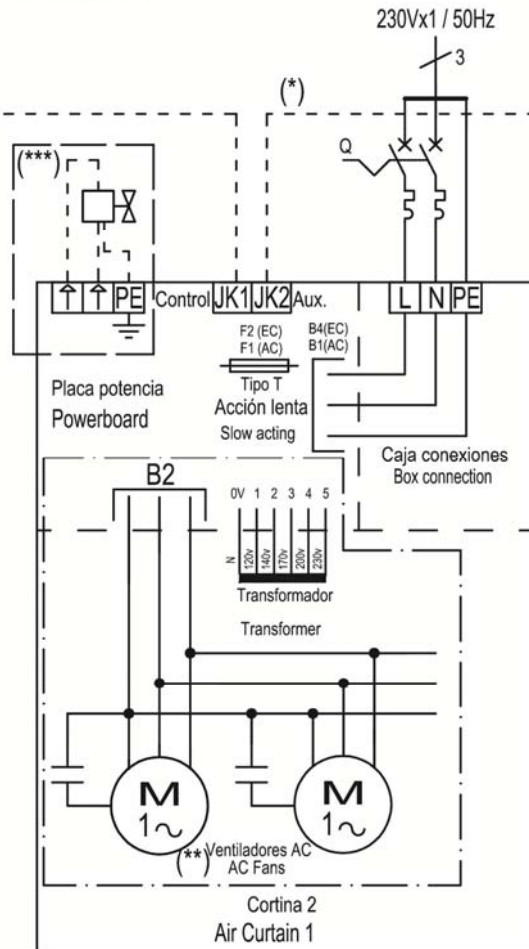 230Vx1 / 50Hz
3
(*)
Q
(***)
PE
Control JK1 JK2 Aux.
L N PE
F2 (EC)
F1 (AC)
B4(EC)
B1(AC)
Tipo T
Acción lenta
Slow acting
Placa potencia
Powerboard
Caja conexiones
Box connection
B2
0V 1 2 3 4 5
N 120v 140v 170v 200v 230v
Transformador
Transformer
M
1~
M
1~
(**)
Ventiladores AC
AC Fans
Cortina 2
Air Curtain 1